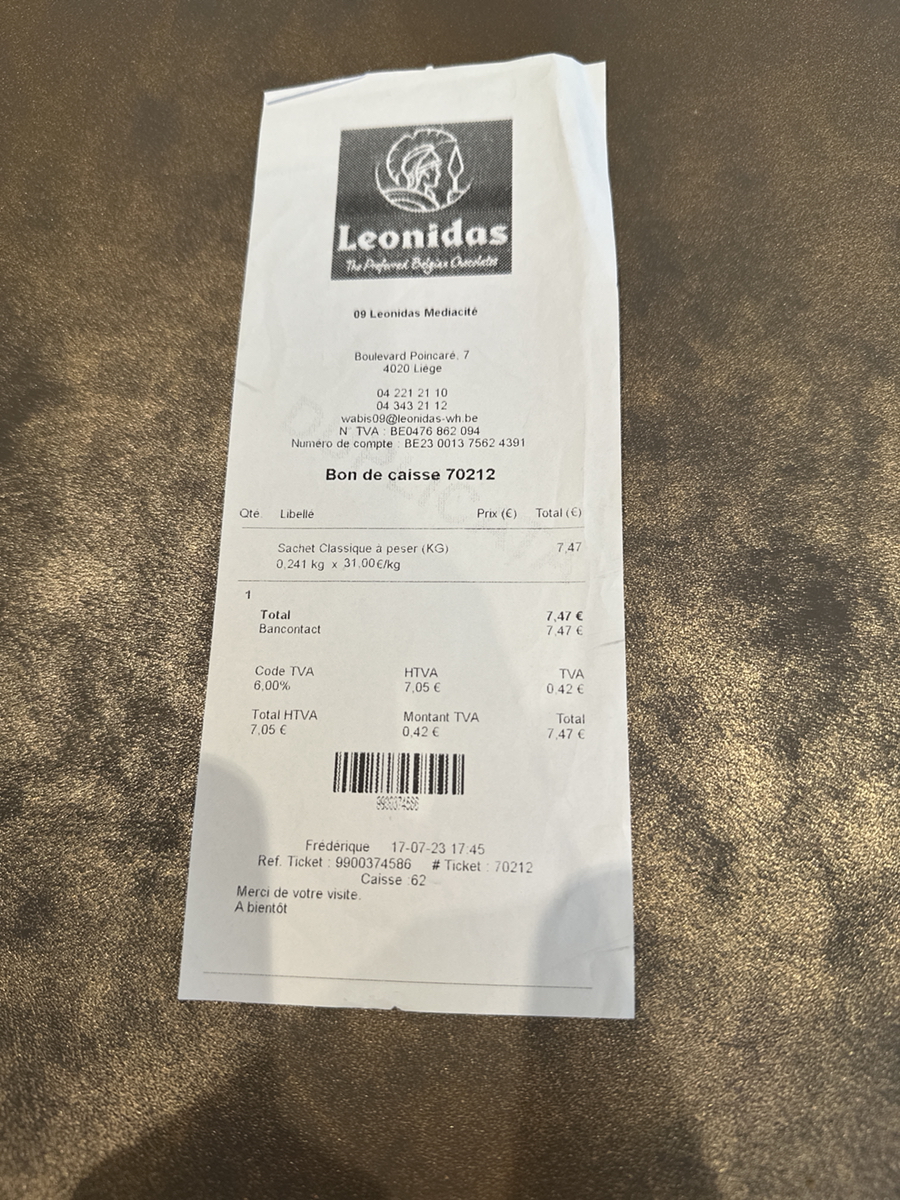 Leonidas
The Preferred Belgian Chocolates
09 Leonidas Mediacité
Boulevard Poincaré, 7
4020 Liège
04 221 21 10
04 343 21 12
wabis09@leonidas-wh.be
N° TVA : BE0476 862 094
Numéro de compte : BE23 0013 7562 4391
Bon de caisse 70212
Qté. Libellé Prix (€) Total (€)
Sachet Classique à peser (KG) 7,47
0,241 kg x 31,00€/kg
1
Total 7,47 €
Bancontact 7,47 €
Code TVA HTVA TVA
6,00% 7,05 € 0,42 €
Total HTVA Montant TVA Total
7,05 € 0,42 € 7,47 €
9900374586
Frédérique 17-07-23 17:45
Ref. Ticket : 9900374586 # Ticket : 70212
Caisse :62
Merci de votre visite.
A bientôt